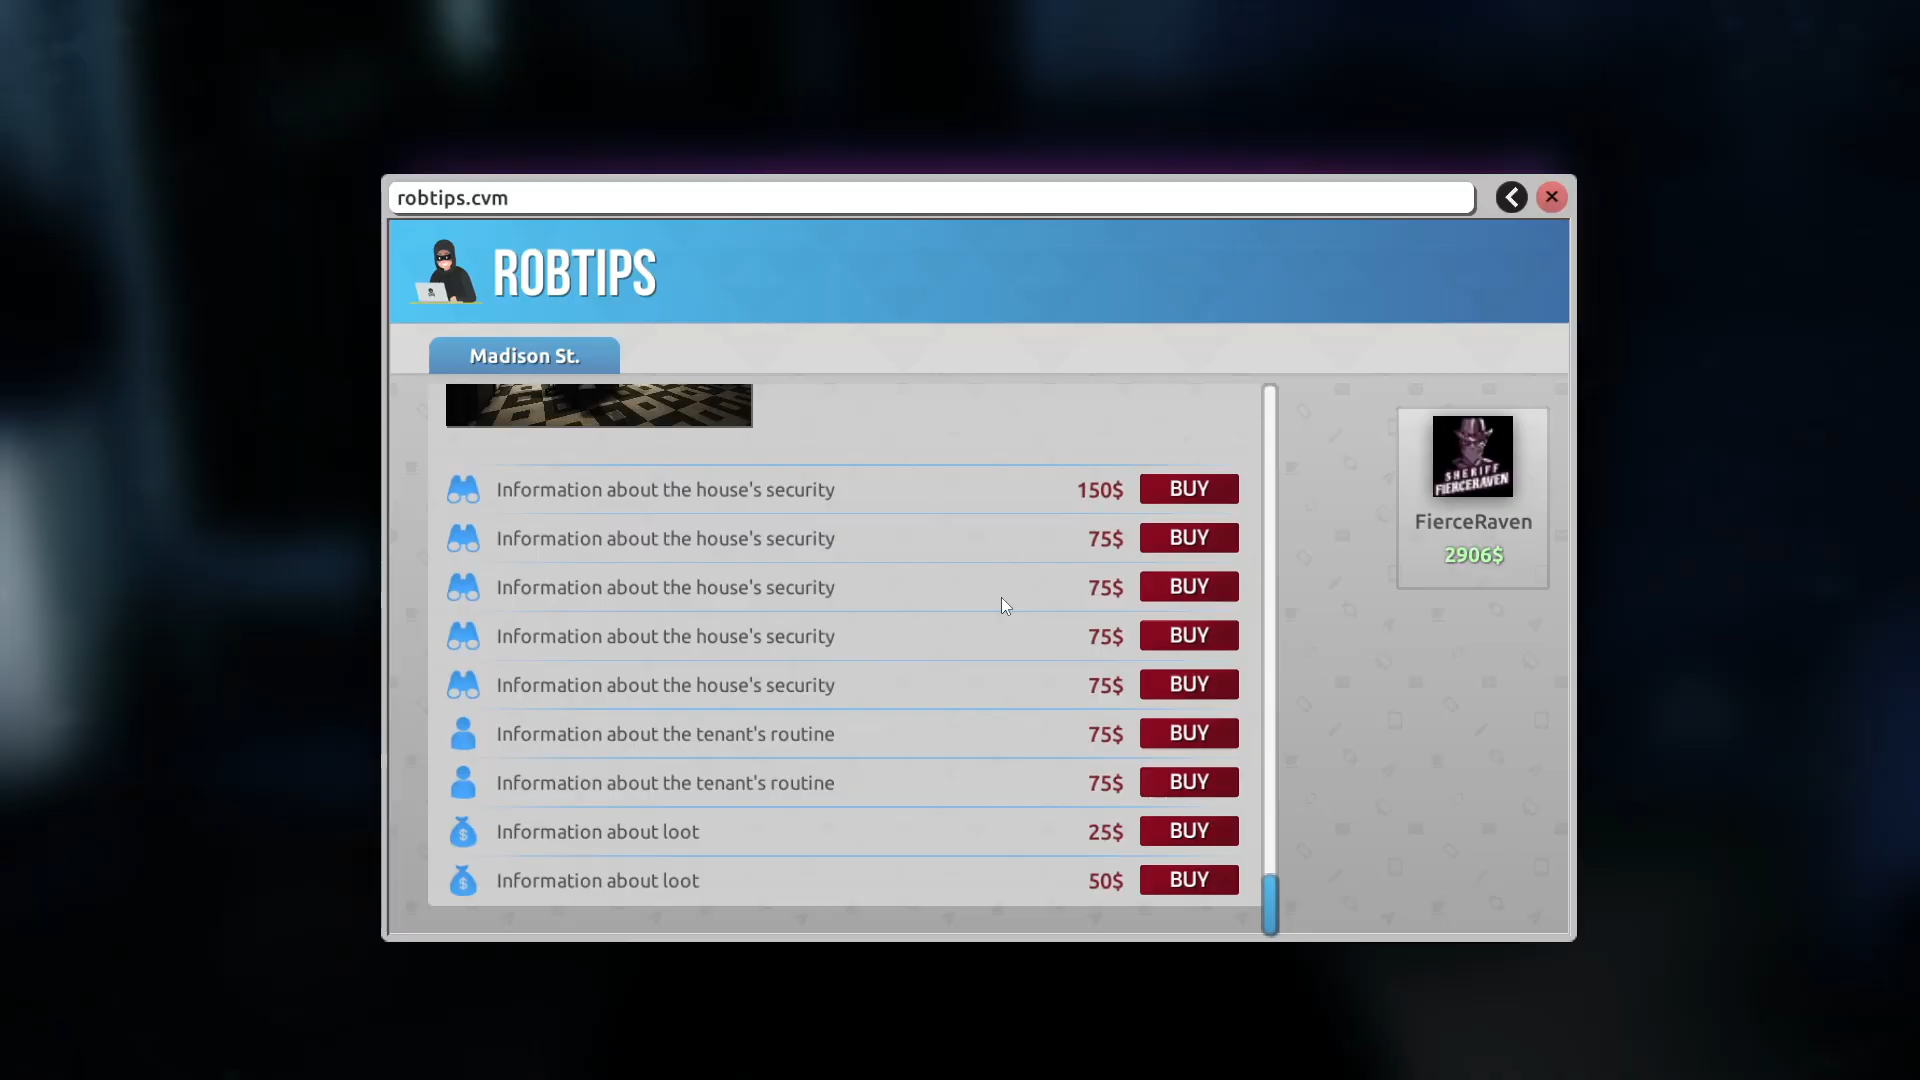 robtips.cvm
ROBTIPS
Madison St.
Information about the house's security 150$ BUY
Information about the house's security 75$ BUY
Information about the house's security 75$ BUY
Information about the house's security 75$ BUY
Information about the house's security 75$ BUY
Information about the tenant's routine 75$ BUY
Information about the tenant's routine 75$ BUY
Information about loot 25$ BUY
Information about loot 50$ BUY
SHERIFF
FIERCERAVEN
FierceRaven
2906$